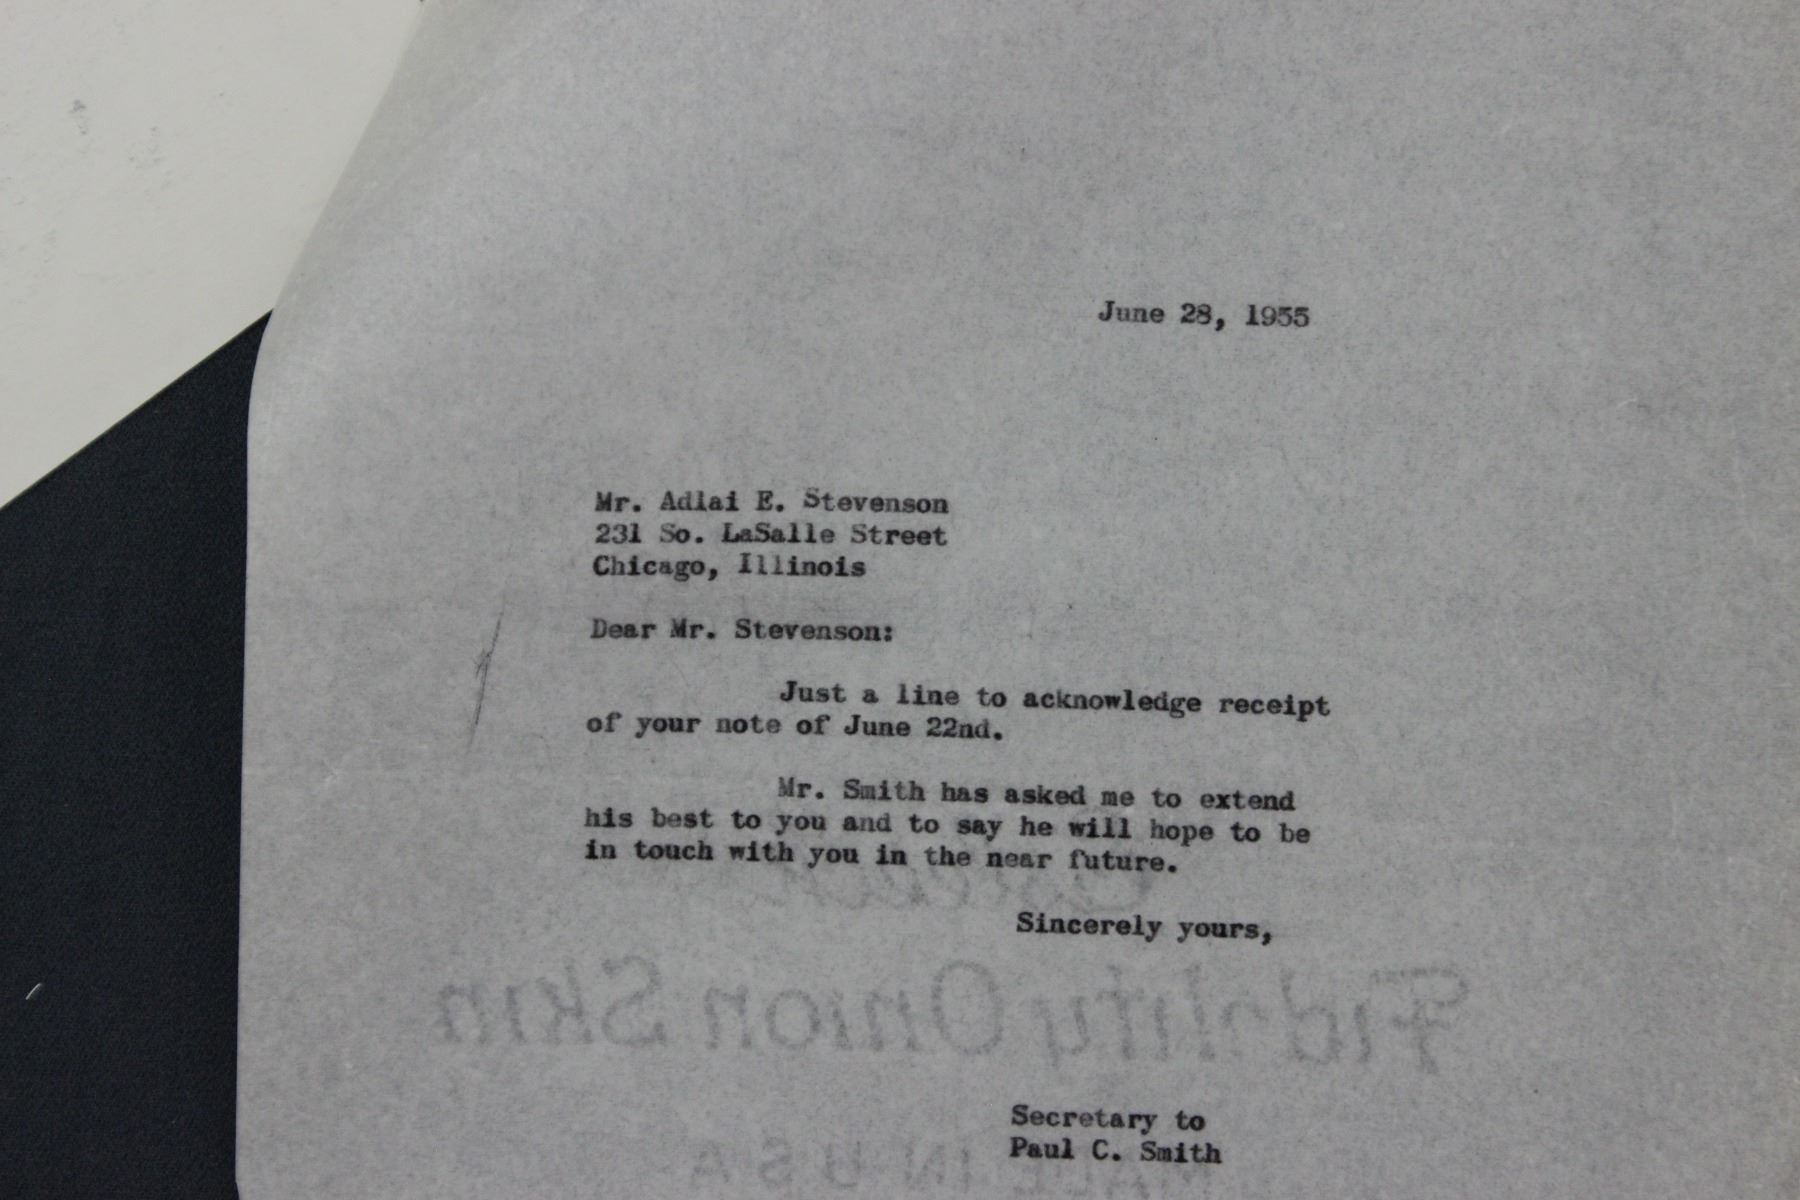 June 28, 1955
Mr. Adlai E. Stevenson
231 So. LaSalle Street
Chicago, Illinois
Dear Mr. Stevenson:
Just a line to acknowledge receipt
of your note of June 22nd.
Mr. Smith has asked me to extend
his best to you and to say he will hope to be
in touch with you in the near future.
Sincerely yours,
Fidelity Onion Skin
Secretary to
Paul C. Smith
MADE IN U S A